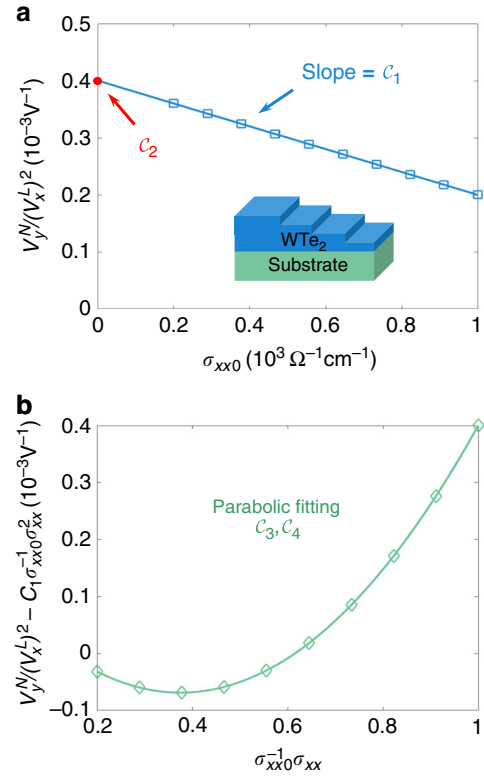 a
0.5
0.4
0.3
0.2
0.1
0
V_y^N/(V_x^L)^2 (10^−3V^−1)
Slope = C_1
C_2
WTe_2
Substrate
0 0.2 0.4 0.6 0.8 1
σ_xx0 (10^3 Ω^−1cm^−1)
b
0.4
0.3
0.2
0.1
0
−0.1
V_y^N/(V_x^L)^2 − C_1σ_xx0^−1σ_xx^2 (10^−3V^−1)
Parabolic fitting
C_3, C_4
0.2 0.4 0.6 0.8 1
σ_xx0^−1σ_xx